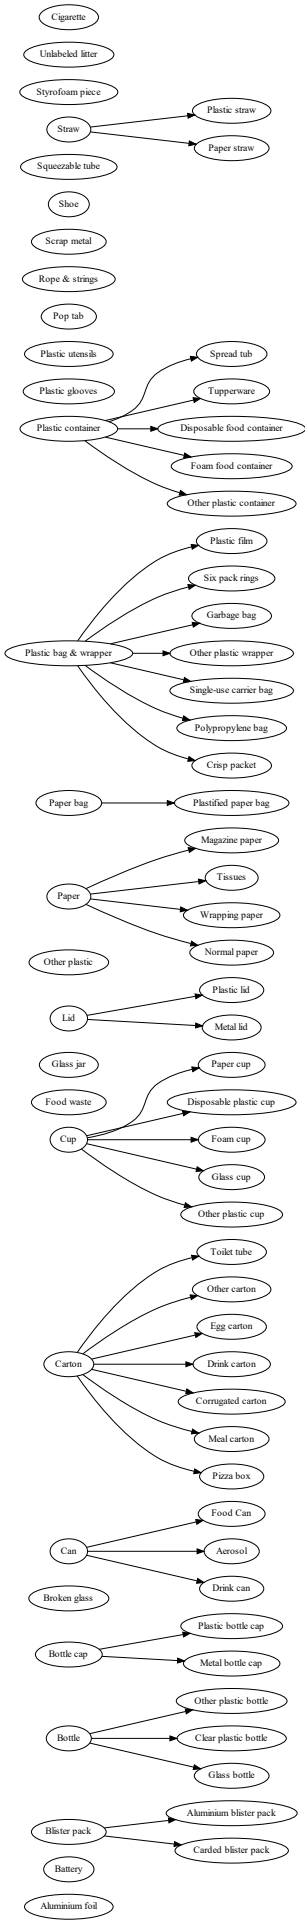 Cigarette
Unlabeled litter
Styrofoam piece
Plastic straw
Straw
Paper straw
Squeezable tube
Shoe
Scrap metal
Rope & strings
Pop tab
Plastic utensils
Spread tub
Plastic glooves
Tupperware
Plastic container
Disposable food container
Foam food container
Other plastic container
Plastic film
Six pack rings
Garbage bag
Plastic bag & wrapper
Other plastic wrapper
Single-use carrier bag
Polypropylene bag
Crisp packet
Paper bag
Plastified paper bag
Magazine paper
Tissues
Paper
Wrapping paper
Normal paper
Other plastic
Plastic lid
Lid
Metal lid
Glass jar
Paper cup
Food waste
Disposable plastic cup
Cup
Foam cup
Glass cup
Other plastic cup
Toilet tube
Other carton
Egg carton
Carton
Drink carton
Corrugated carton
Meal carton
Pizza box
Food Can
Can
Aerosol
Drink can
Broken glass
Plastic bottle cap
Bottle cap
Metal bottle cap
Other plastic bottle
Bottle
Clear plastic bottle
Glass bottle
Aluminium blister pack
Blister pack
Carded blister pack
Battery
Aluminium foil